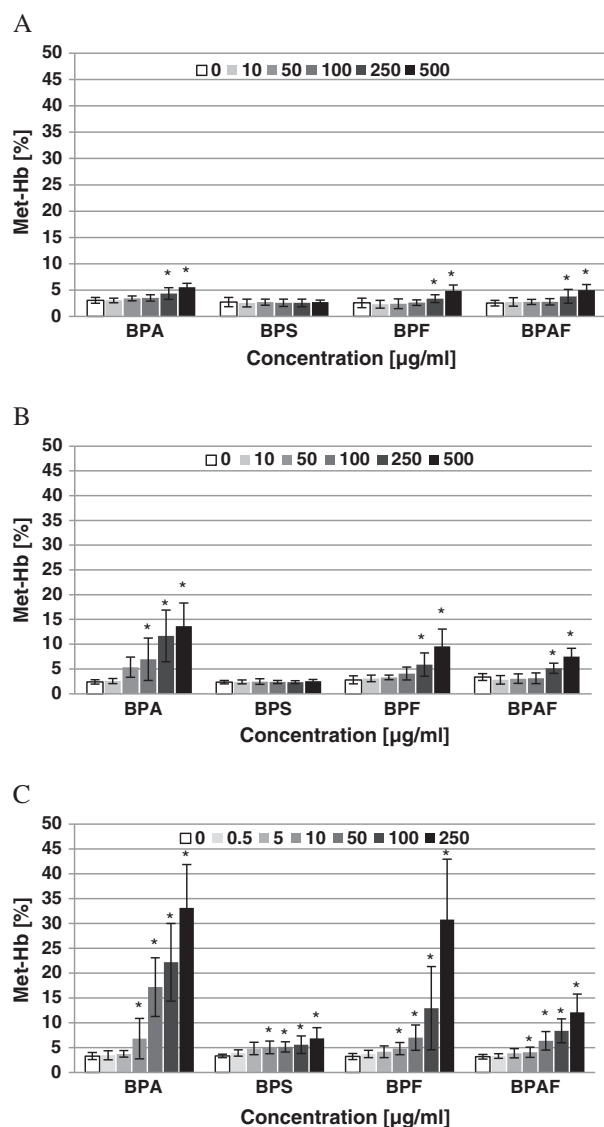 A
50
45
40
35
30
25
20
15
10
5
0
Met-Hb [%]
0 10 50 100 250 500
* * * * * *
BPA BPS BPF BPAF
Concentration [µg/ml]
B
50
45
40
35
30
25
20
15
10
5
0
Met-Hb [%]
0 10 50 100 250 500
* * * * * * *
BPA BPS BPF BPAF
Concentration [µg/ml]
C
50
45
40
35
30
25
20
15
10
5
0
Met-Hb [%]
0 0.5 5 10 50 100 250
* * * * * * * * * * * * * * * *
BPA BPS BPF BPAF
Concentration [µg/ml]